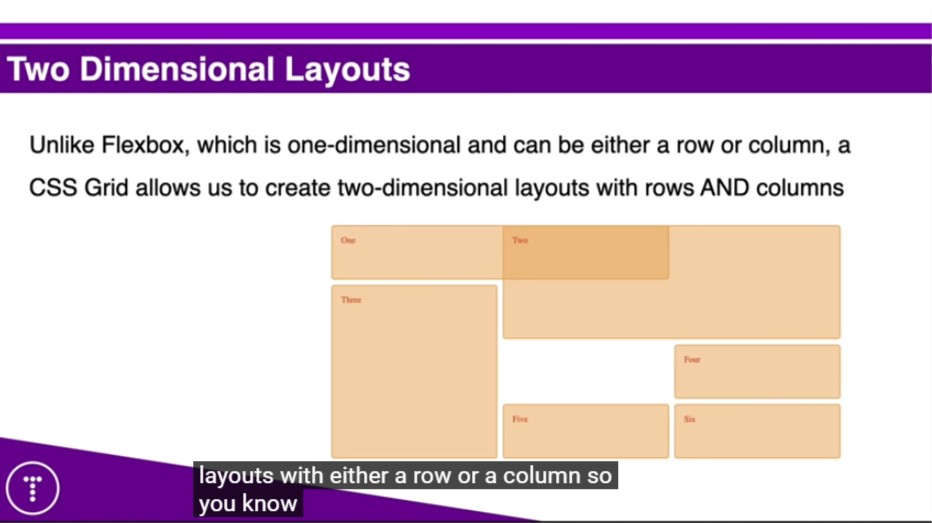 Two Dimensional Layouts
Unlike Flexbox, which is one-dimensional and can be either a row or column, a
CSS Grid allows us to create two-dimensional layouts with rows AND columns
One
Two
Three
Four
Five
Six
layouts with either a row or a column so
you know